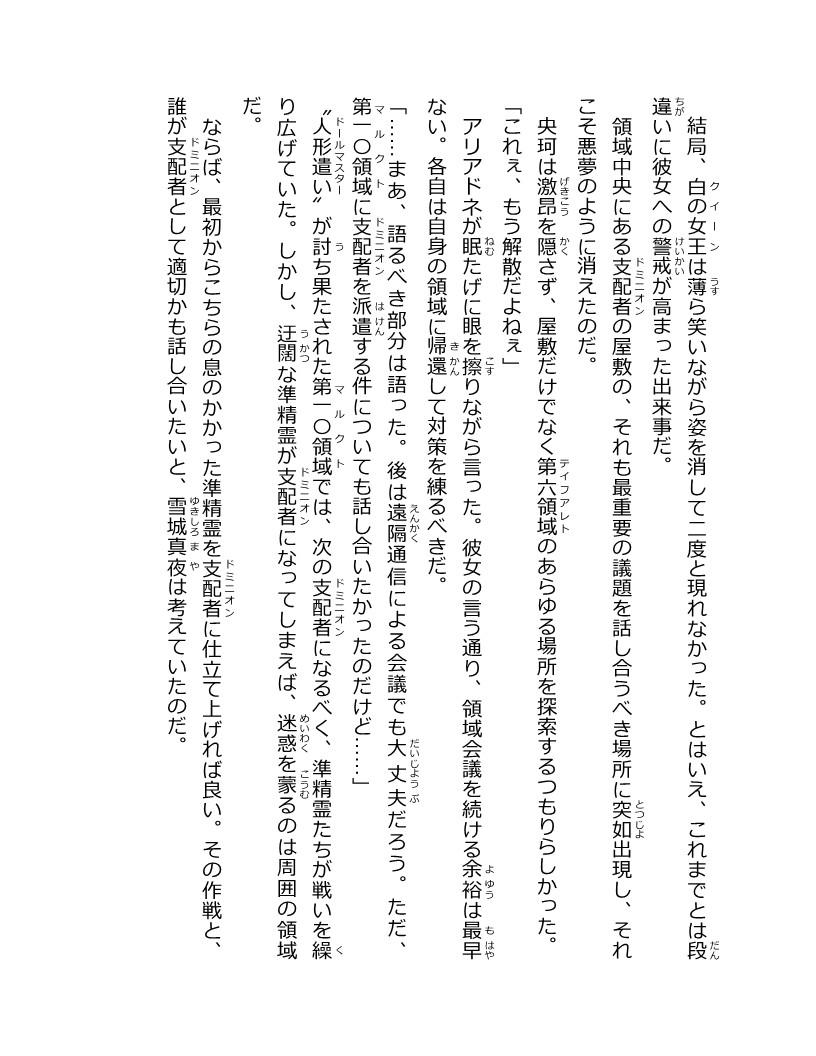 結局、白の女王は薄ら笑いながら姿を消して二度と現れなかった。とはいえ、これまでとは段
違いに彼女への警戒が高まった出来事だ。
　領域中央にある支配者の屋敷の、それも最重要の議題を話し合うべき場所に突如出現し、それ
こそ悪夢のように消えたのだ。
　央珂は激昂を隠さず、屋敷だけでなく第六領域のあらゆる場所を探索するつもりらしかった。
「これぇ、もう解散だよねぇ」
　アリアドネが眠たげに眼を擦りながら言った。彼女の言う通り、領域会議を続ける余裕は最早
ない。各自は自身の領域に帰還して対策を練るべきだ。
「……まあ、語るべき部分は語った。後は遠隔通信による会議でも大丈夫だろう。ただ、
第一〇領域に支配者を派遣する件についても話し合いたかったのだけど……」
〝人形遣い〟が討ち果たされた第一〇領域では、次の支配者になるべく、準精霊たちが戦いを繰
り広げていた。しかし、迂闊な準精霊が支配者になってしまえば、迷惑を蒙るのは周囲の領域
だ。
　ならば、最初からこちらの息のかかった準精霊を支配者に仕立て上げれば良い。その作戦と、
誰が支配者として適切かも話し合いたいと、雪城真夜は考えていたのだ。